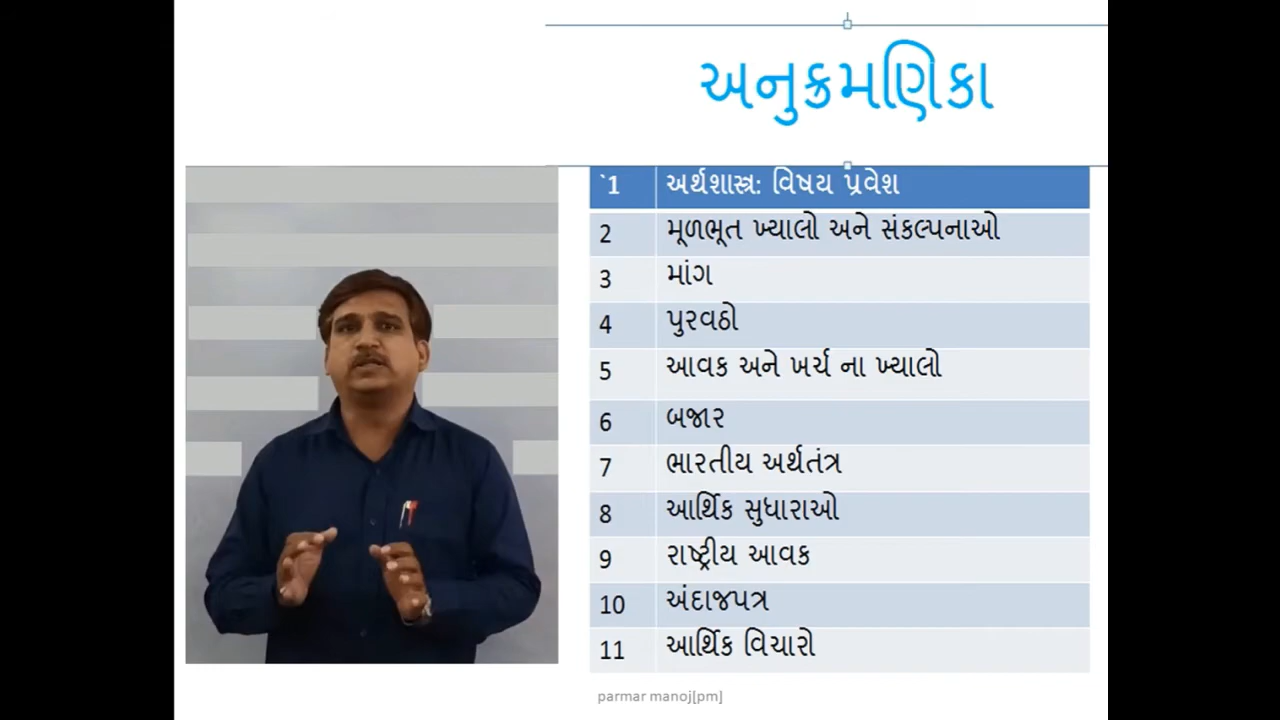 અનુક્રમણિકા
`1 અર્થશાસ્ત્ર: વિષય પ્રવેશ
2 મૂળભૂત ખ્યાલો અને સંકલ્પનાઓ
3 માંગ
4 પુરવઠો
5 આવક અને ખર્ચ ના ખ્યાલો
6 બજાર
7 ભારતીય અર્થતંત્ર
8 આર્થિક સુધારાઓ
9 રાષ્ટ્રીય આવક
10 અંદાજપત્ર
11 આર્થિક વિચારો
parmar manoj[pm]